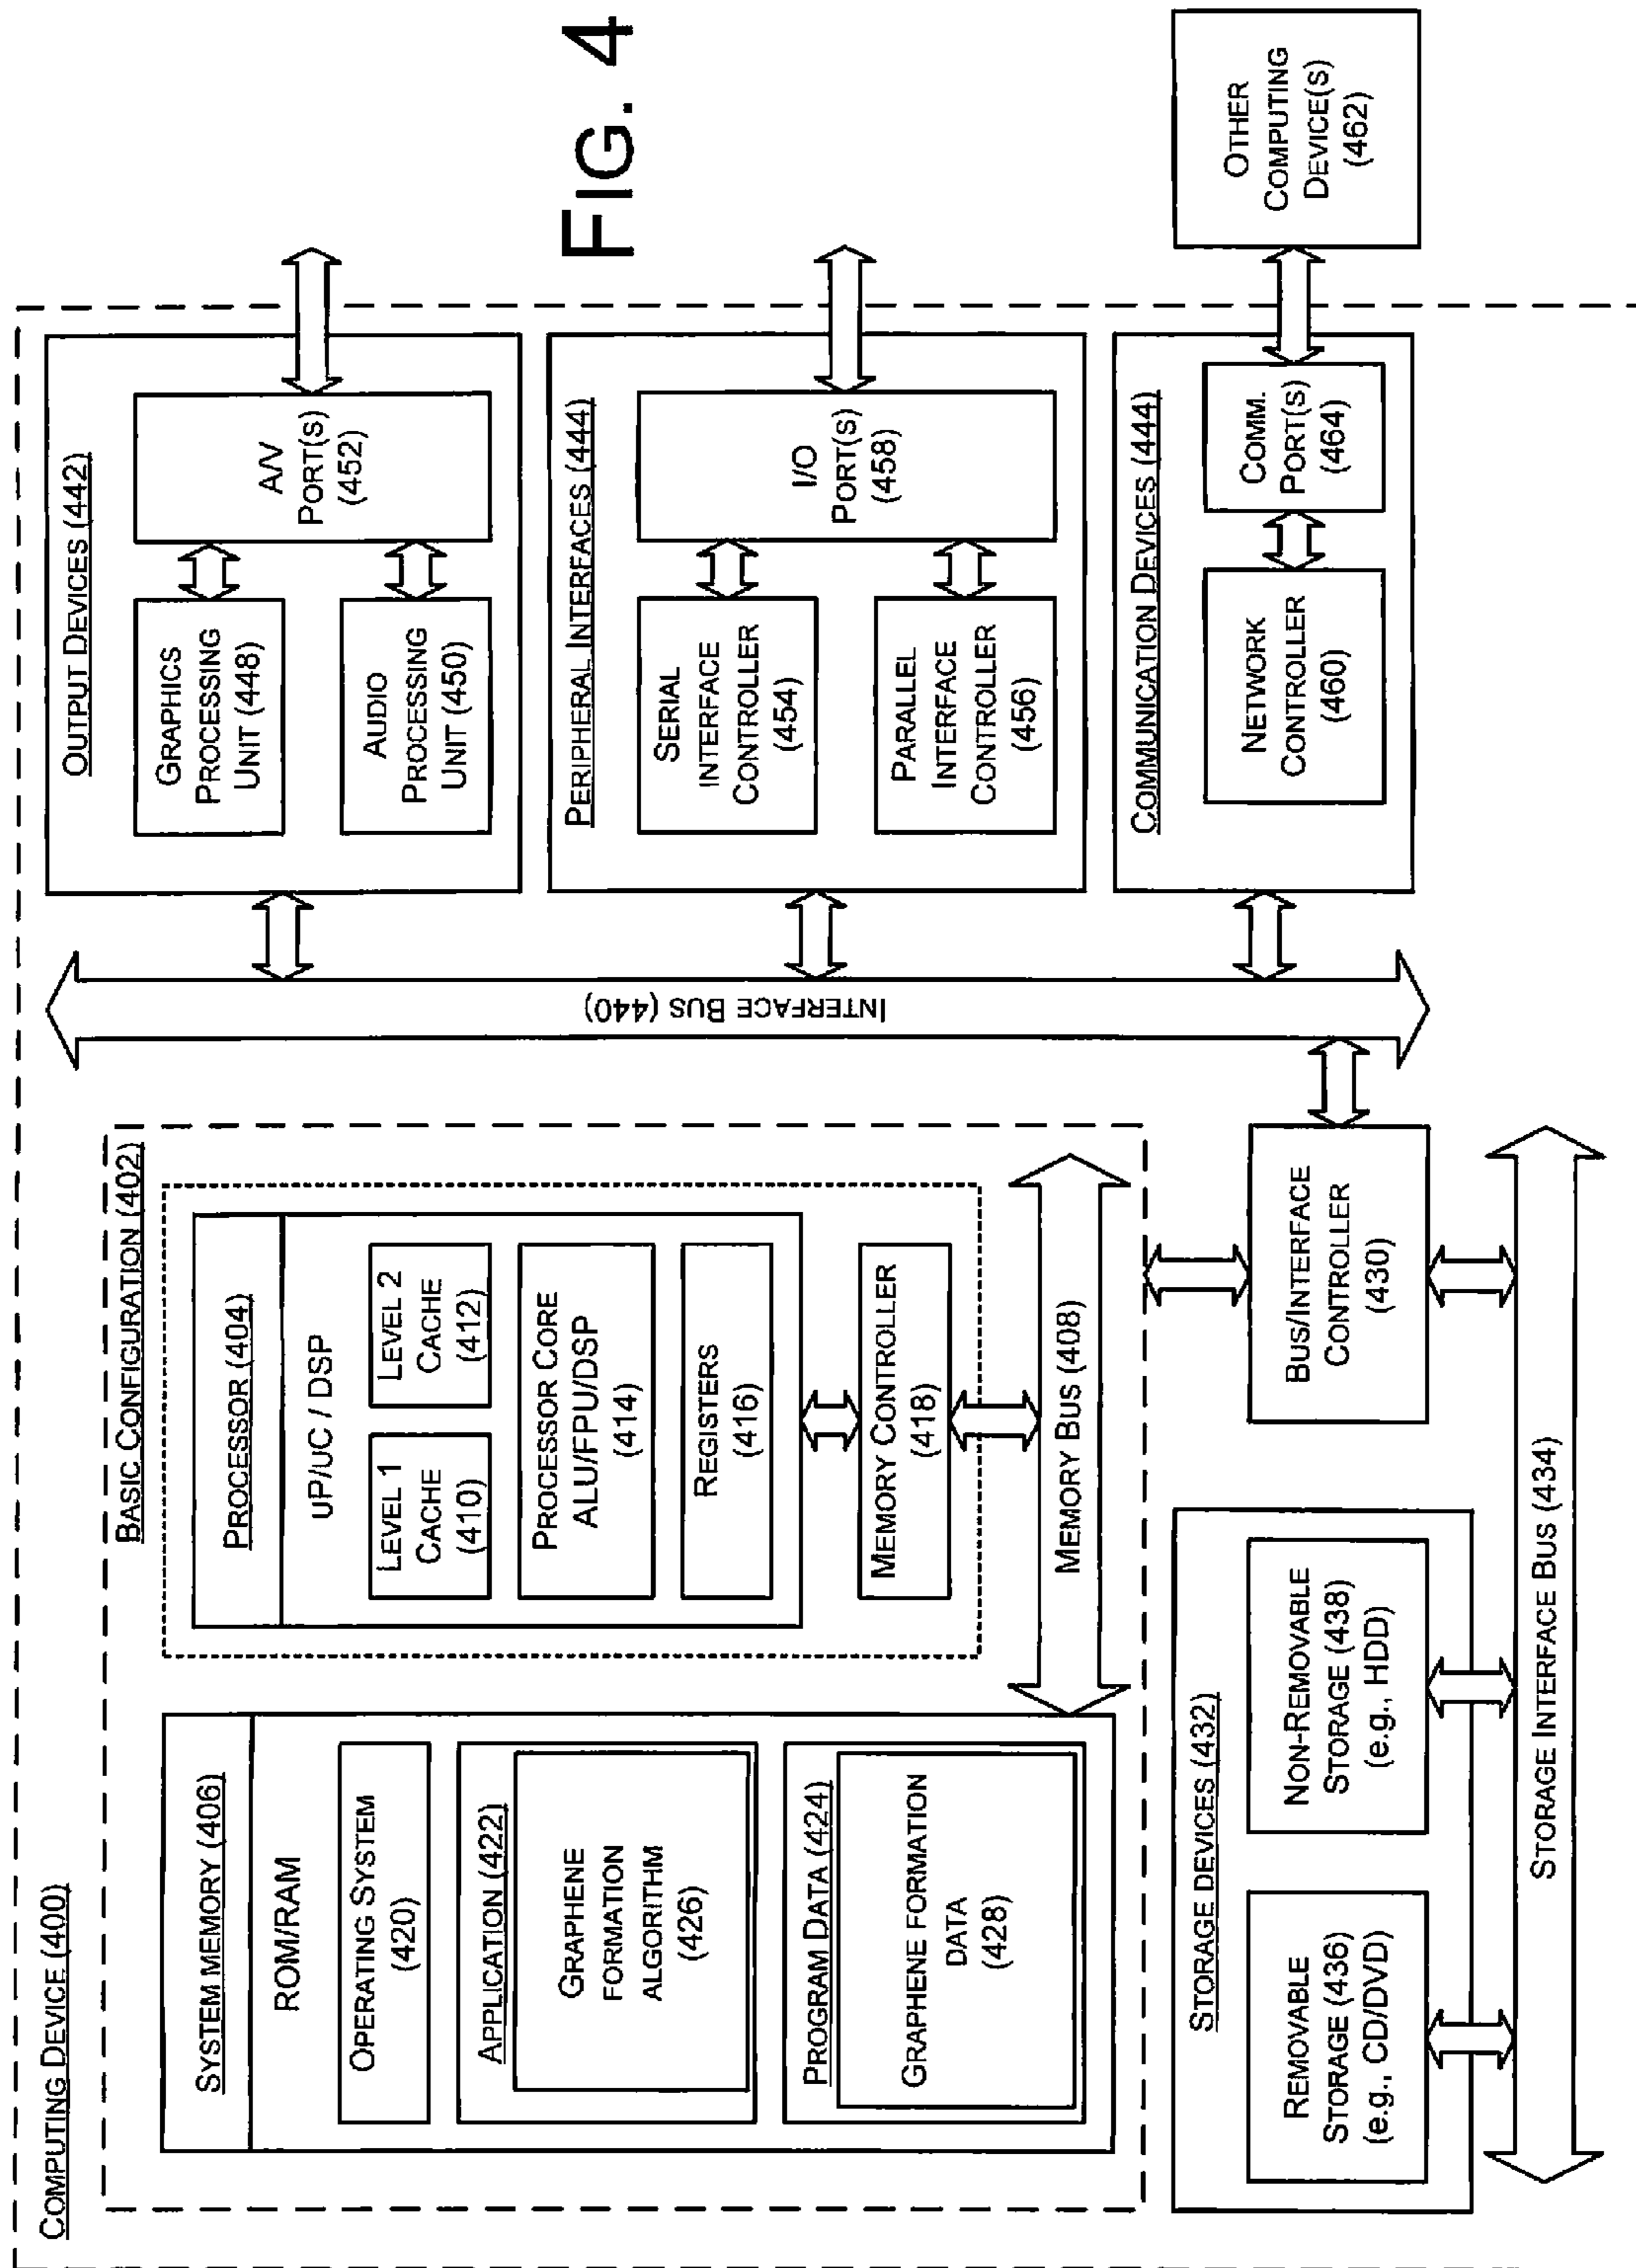 COMPUTING DEVICE (400)
BASIC CONFIGURATION (402)
SYSTEM MEMORY (406)
ROM/RAM
OPERATING SYSTEM
(420)
APPLICATION (422)
GRAPHENE
FORMATION
ALGORITHM
(426)
PROGRAM DATA (424)
GRAPHENE FORMATION
DATA
(428)
PROCESSOR (404)
uP/uC / DSP
LEVEL 1
CACHE
(410)
LEVEL 2
CACHE
(412)
PROCESSOR CORE
ALU/FPU/DSP
(414)
REGISTERS
(416)
MEMORY CONTROLLER
(418)
MEMORY BUS (408)
BUS/INTERFACE
CONTROLLER
(430)
STORAGE DEVICES (432)
REMOVABLE
STORAGE (436)
(e.g., CD/DVD)
NON-REMOVABLE
STORAGE (438)
(e.g., HDD)
STORAGE INTERFACE BUS (434)
INTERFACE BUS (440)
OUTPUT DEVICES (442)
GRAPHICS
PROCESSING
UNIT (448)
AUDIO
PROCESSING
UNIT (450)
A/V
PORT(S)
(452)
PERIPHERAL INTERFACES (444)
SERIAL
INTERFACE
CONTROLLER
(454)
PARALLEL
INTERFACE
CONTROLLER
(456)
I/O
PORT(S)
(458)
COMMUNICATION DEVICES (444)
NETWORK
CONTROLLER
(460)
COMM.
PORT(S)
(464)
OTHER
COMPUTING
DEVICE(S)
(462)
FIG. 4